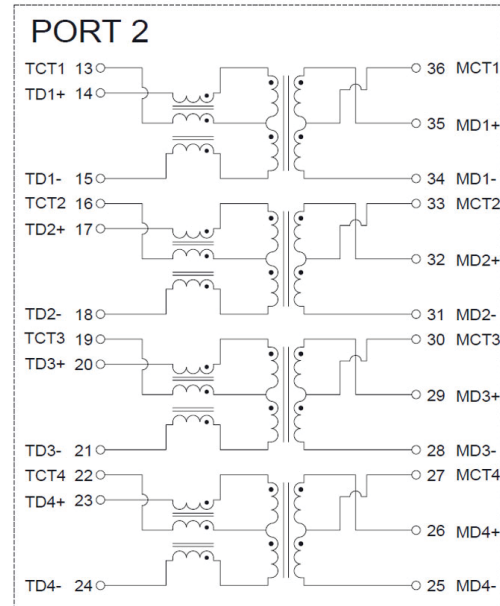 PORT 2
TCT1 13 36 MCT1
TD1+ 14
35 MD1+
TD1- 15 34 MD1-
TCT2 16 33 MCT2
TD2+ 17
32 MD2+
TD2- 18 31 MD2-
TCT3 19 30 MCT3
TD3+ 20
29 MD3+
TD3- 21 28 MD3-
TCT4 22 27 MCT4
TD4+ 23
26 MD4+
TD4- 24 25 MD4-